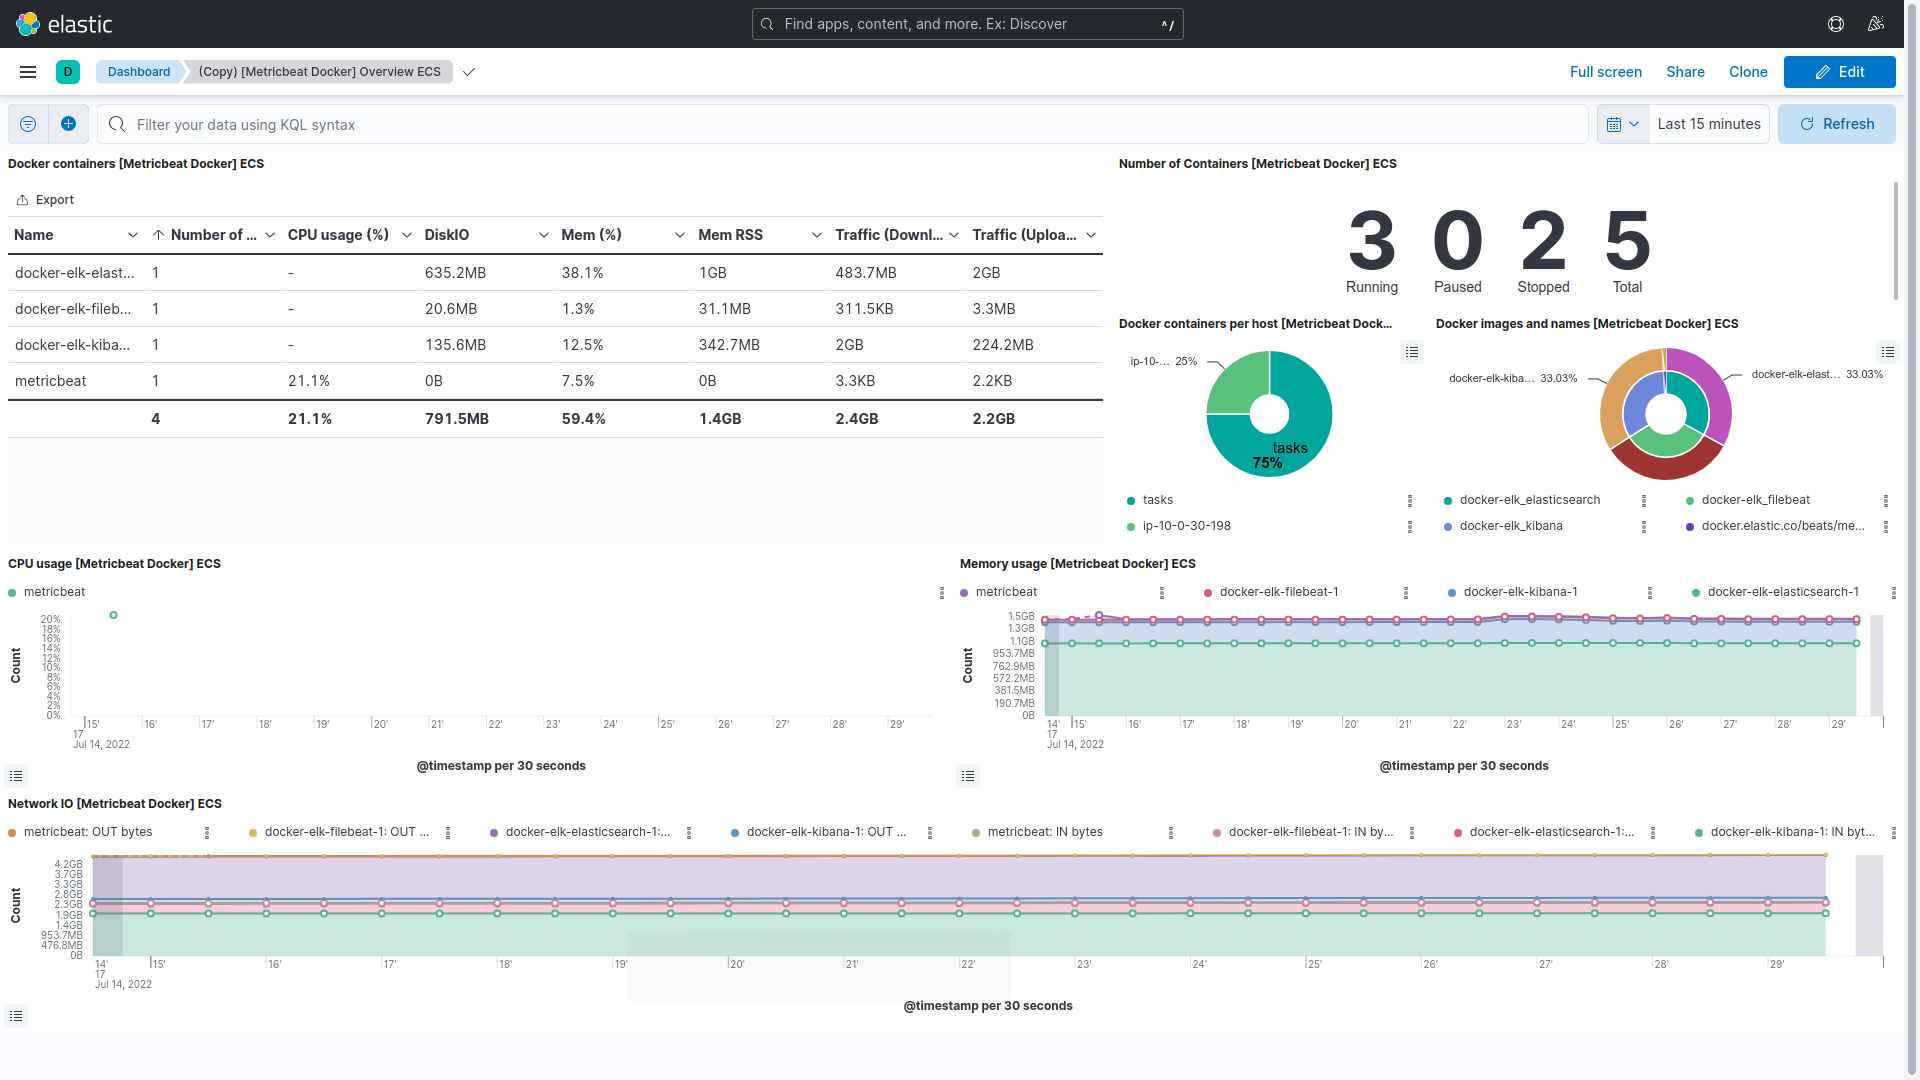 elastic
Find apps, content, and more. Ex: Discover ^/
D Dashboard (Copy) [Metricbeat Docker] Overview ECS Full screen Share Clone Edit
Filter your data using KQL syntax Last 15 minutes Refresh
Docker containers [Metricbeat Docker] ECS
Export
Name Number of ... CPU usage (%) DiskIO Mem (%) Mem RSS Traffic (Downl... Traffic (Uploa...
docker-elk-elast... 1 - 635.2MB 38.1% 1GB 483.7MB 2GB
docker-elk-fileb... 1 - 20.6MB 1.3% 31.1MB 311.5KB 3.3MB
docker-elk-kiba... 1 - 135.6MB 12.5% 342.7MB 2GB 224.2MB
metricbeat 1 21.1% 0B 7.5% 0B 3.3KB 2.2KB
4 21.1% 791.5MB 59.4% 1.4GB 2.4GB 2.2GB
Number of Containers [Metricbeat Docker] ECS
3 0 2 5
Running Paused Stopped Total
Docker containers per host [Metricbeat Dock...
ip-10-... 25%
tasks
75%
tasks
ip-10-0-30-198
Docker images and names [Metricbeat Docker] ECS
docker-elk-kiba... 33.03%
docker-elk-elast... 33.03%
docker-elk_elasticsearch docker-elk_filebeat
docker-elk_kibana docker.elastic.co/beats/me...
CPU usage [Metricbeat Docker] ECS
metricbeat
Count
20%
18%
16%
14%
12%
10%
8%
6%
4%
2%
0%
15' 16' 17' 18' 19' 20' 21' 22' 23' 24' 25' 26' 27' 28' 29'
17
Jul 14, 2022
@timestamp per 30 seconds
Memory usage [Metricbeat Docker] ECS
metricbeat docker-elk-filebeat-1 docker-elk-kibana-1 docker-elk-elasticsearch-1
Count
1.5GB
1.3GB
1.1GB
953.7MB
762.9MB
572.2MB
381.5MB
190.7MB
0B
14' 15' 16' 17' 18' 19' 20' 21' 22' 23' 24' 25' 26' 27' 28' 29'
17
Jul 14, 2022
@timestamp per 30 seconds
Network IO [Metricbeat Docker] ECS
metricbeat: OUT bytes docker-elk-filebeat-1: OUT ... docker-elk-elasticsearch-1:... docker-elk-kibana-1: OUT ... metricbeat: IN bytes docker-elk-filebeat-1: IN by... docker-elk-elasticsearch-1:... docker-elk-kibana-1: IN byt...
Count
4.2GB
3.7GB
3.3GB
2.8GB
2.3GB
1.9GB
1.4GB
953.7MB
476.8MB
0B
14' 15' 16' 17' 18' 19' 20' 21' 22' 23' 24' 25' 26' 27' 28' 29'
17
Jul 14, 2022
@timestamp per 30 seconds